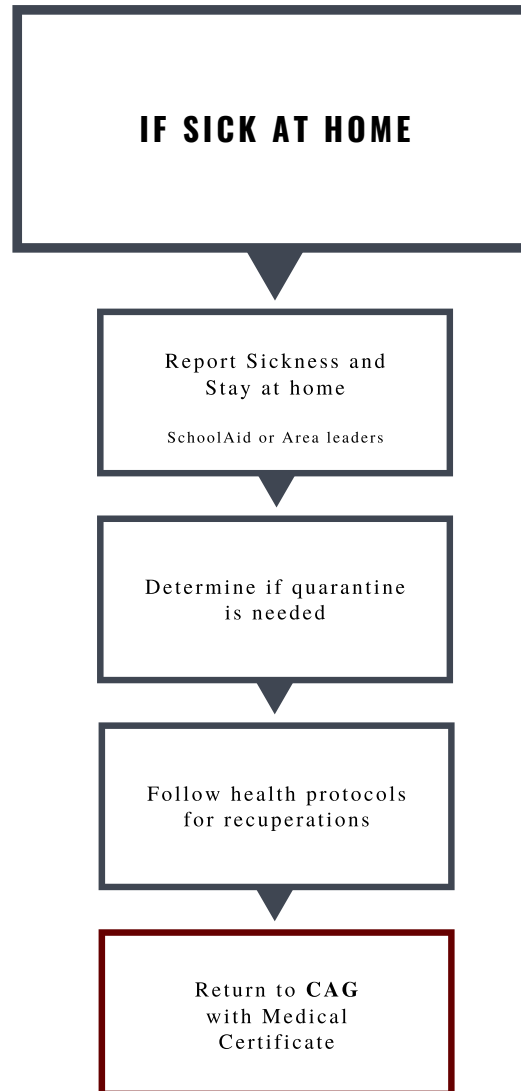 IF SICK AT HOME
Report Sickness and
Stay at home
SchoolAid or Area leaders
Determine if quarantine
is needed
Follow health protocols
for recuperations
Return to CAG
with Medical
Certificate